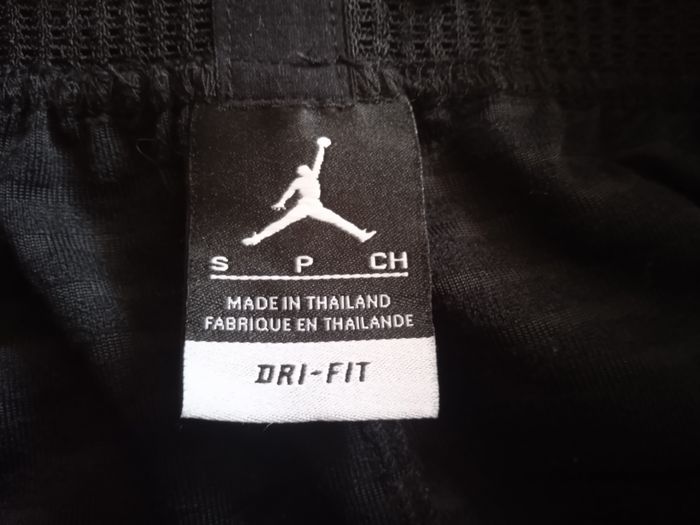 S P CH
MADE IN THAILAND
FABRIQUE EN THAILANDE
DRI-FIT